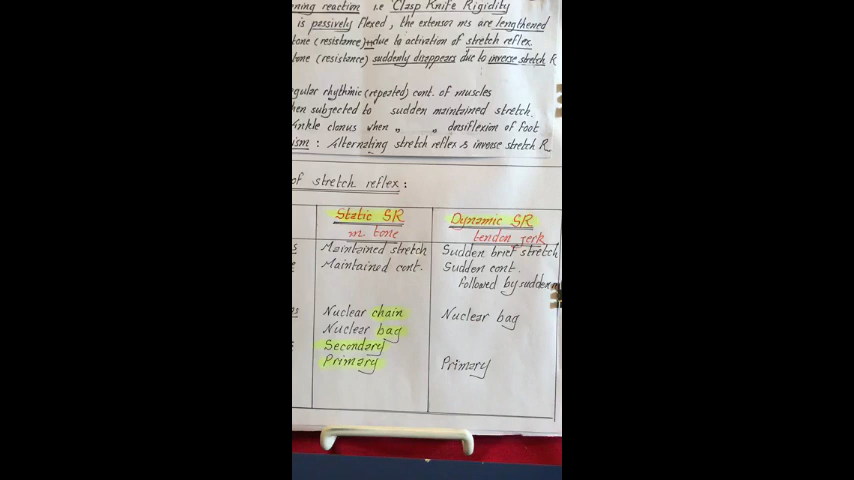 ning reaction i.e Clasp Knife Rigidity
is passively flexed, the extensor ms are lengthened
tone (resistance) due to activation of stretch reflex.
tone (resistance) suddenly disappears due to inverse stretch R
gular rhythmic (repeated) cont. of muscles
hen subjected to sudden maintained stretch.
Ankle clonus when " " dorsiflexion of foot
ism: Alternating stretch reflex & inverse stretch R
of stretch reflex:
Static SR Dynamic SR
m tone tendon jerk
s Maintained stretch Sudden brief stretch
e Maintained cont. Sudden cont.
followed by sudden
Nuclear chain Nuclear bag
Nuclear bag
s Secondary
Primary Primary